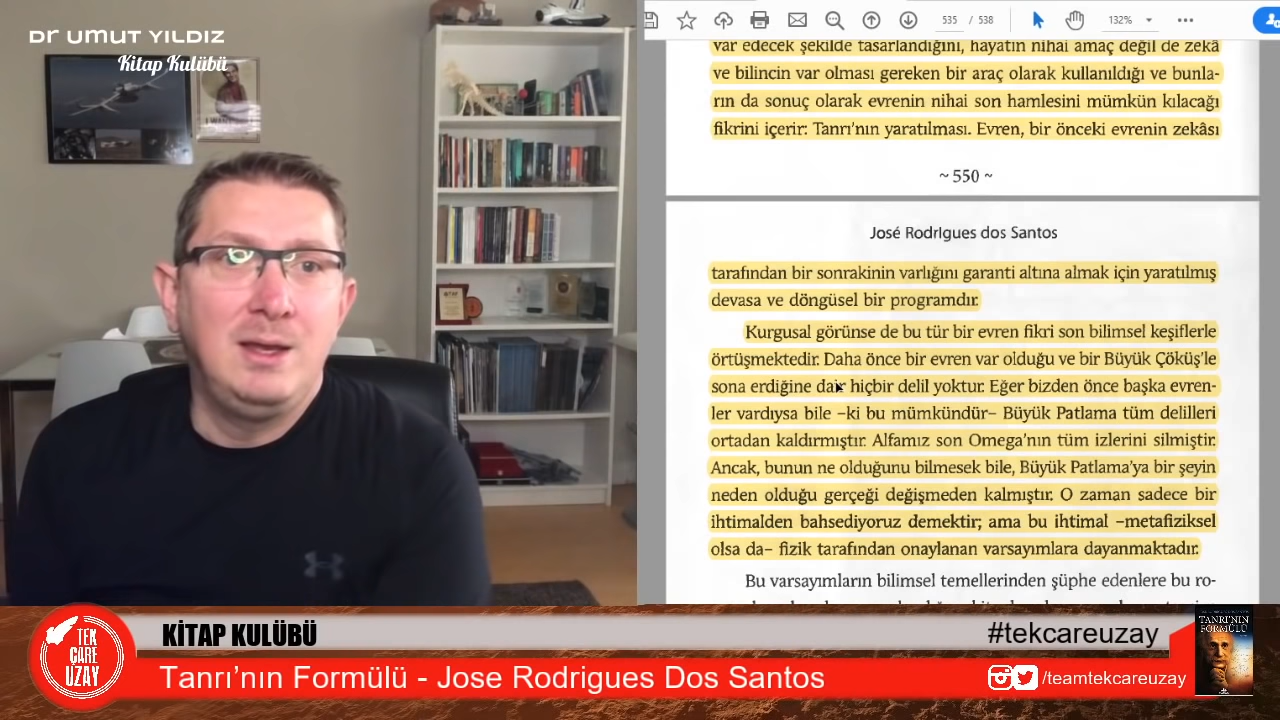 DR UMUT YILDIZ
Kitap Kulübü
535 / 538
132%
var edecek şekilde tasarlandığını, hayatın nihai amaç değil de zekâ
ve bilincin var olması gereken bir araç olarak kullanıldığı ve bunla-
rın da sonuç olarak evrenin nihai son hamlesini mümkün kılacağı
fikrini içerir: Tanrı’nın yaratılması. Evren, bir önceki evrenin zekâsı
~ 550 ~
José Rodrigues dos Santos
tarafından bir sonrakinin varlığını garanti altına almak için yaratılmış
devasa ve döngüsel bir programdır.
Kurgusal görünse de bu tür bir evren fikri son bilimsel keşiflerle
örtüşmektedir. Daha önce bir evren var olduğu ve bir Büyük Çöküş’le
sona erdiğine dair hiçbir delil yoktur. Eğer bizden önce başka evren-
ler vardıysa bile –ki bu mümkündür– Büyük Patlama tüm delilleri
ortadan kaldırmıştır. Alfamız son Omega’nın tüm izlerini silmiştir.
Ancak, bunun ne olduğunu bilmesek bile, Büyük Patlama’ya bir şeyin
neden olduğu gerçeği değişmeden kalmıştır. O zaman sadece bir
ihtimalden bahsediyoruz demektir; ama bu ihtimal –metafiziksel
olsa da– fizik tarafından onaylanan varsayımlara dayanmaktadır.
Bu varsayımların bilimsel temellerinden şüphe edenlere bu ro-
TEK
ÇARE
UZAY
KİTAP KULÜBÜ
#tekcareuzay
Tanrı’nın Formülü - Jose Rodrigues Dos Santos
/teamtekcareuzay
TANRI'NIN
FORMÜLÜ